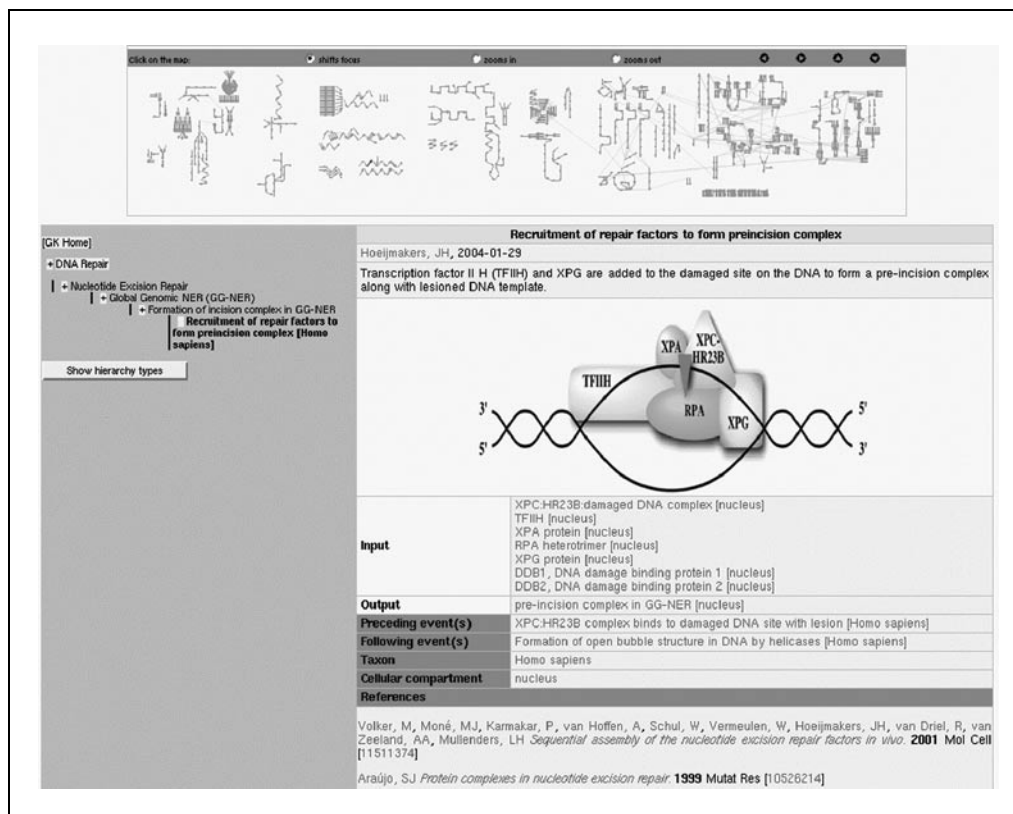 Click on the map:
shifts focus
zooms in
zooms out
[GK Home]
+DNA Repair
+ Nucleotide Excision Repair
+ Global Genomic NER (GG-NER)
+ Formation of incision complex in GG-NER
Recruitment of repair factors to
form preincision complex [Homo
sapiens]
Show hierarchy types
Recruitment of repair factors to form preincision complex
Hoeijmakers, JH, 2004-01-29
Transcription factor II H (TFIIH) and XPG are added to the damaged site on the DNA to form a pre-incision complex
along with lesioned DNA template.
XPA
XPC-
HR23B
TFIIH
RPA
XPG
3'
5'
5'
3'
Input
XPC:HR23B:damaged DNA complex [nucleus]
TFIIH [nucleus]
XPA protein [nucleus]
RPA heterotrimer [nucleus]
XPG protein [nucleus]
DDB1, DNA damage binding protein 1 [nucleus]
DDB2, DNA damage binding protein 2 [nucleus]
Output
pre-incision complex in GG-NER [nucleus]
Preceding event(s)
XPC:HR23B complex binds to damaged DNA site with lesion [Homo sapiens]
Following event(s)
Formation of open bubble structure in DNA by helicases [Homo sapiens]
Taxon
Homo sapiens
Cellular compartment
nucleus
References
Volker, M, Moné, MJ, Karmakar, P, van Hoffen, A, Schul, W, Vermeulen, W, Hoeijmakers, JH, van Driel, R, van
Zeeland, AA, Mullenders, LH Sequential assembly of the nucleotide excision repair factors in vivo. 2001 Mol Cell
[11511374]
Araújo, SJ Protein complexes in nucleotide excision repair. 1999 Mutat Res [10526214]